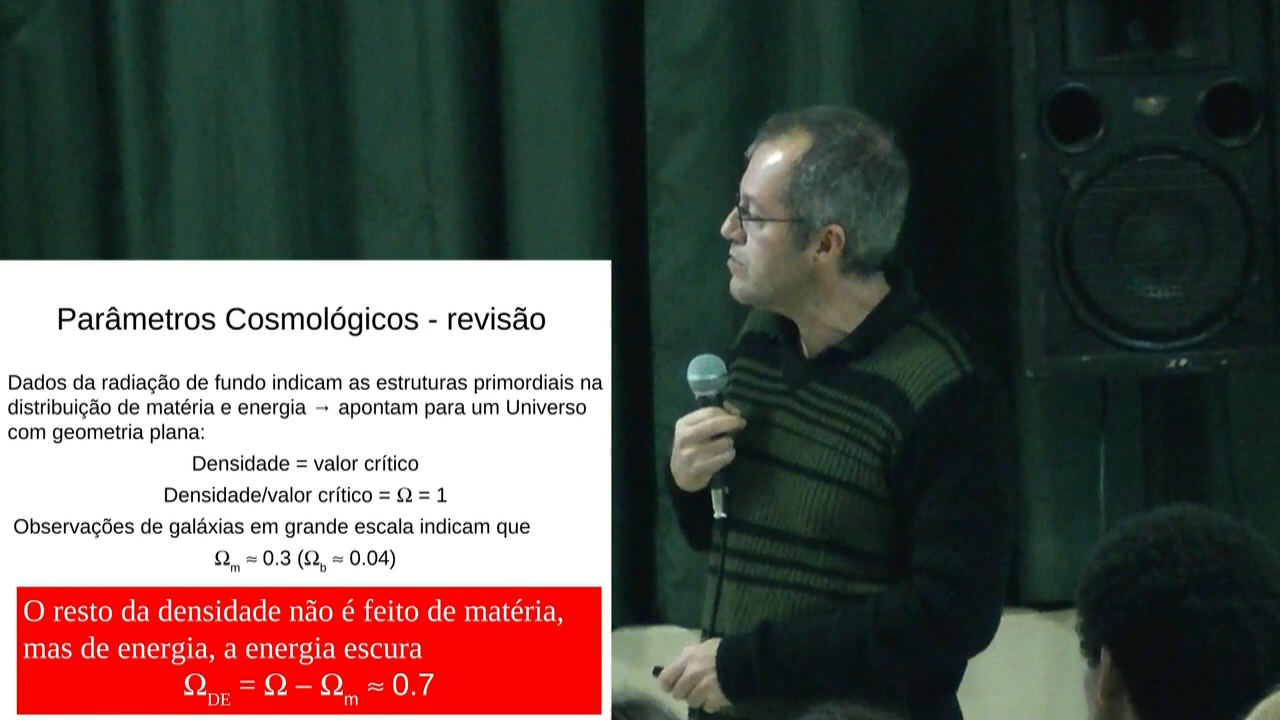 Parâmetros Cosmológicos - revisão
Dados da radiação de fundo indicam as estruturas primordiais na
distribuição de matéria e energia → apontam para um Universo
com geometria plana:
Densidade = valor crítico
Densidade/valor crítico = Ω = 1
Observações de galáxias em grande escala indicam que
Ωm ≈ 0.3 (Ωb ≈ 0.04)
O resto da densidade não é feito de matéria,
mas de energia, a energia escura
ΩDE = Ω – Ωm ≈ 0.7